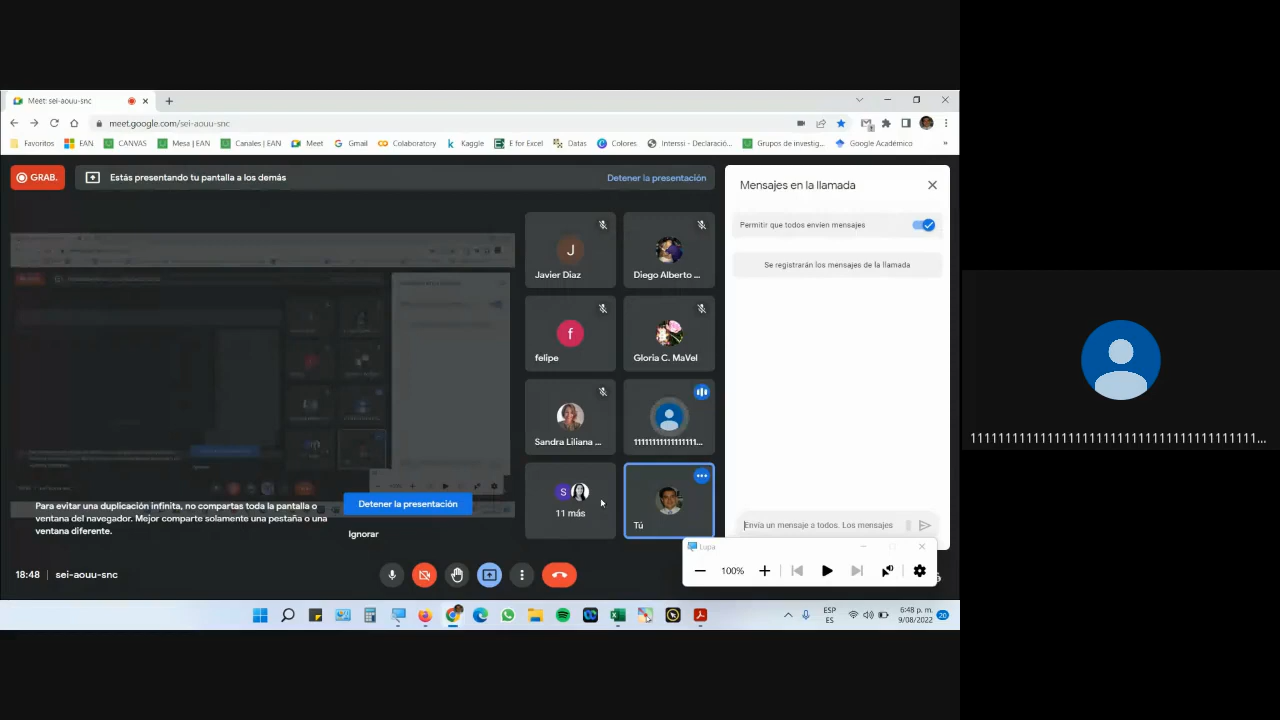 Meet: sei-aouu-snc
meet.google.com/sei-aouu-snc
Favoritos EAN CANVAS Mesa | EAN Canales | EAN Meet Gmail Colaboratory Kaggle E for Excel Datas Colores Interssi - Declaració... Grupos de investig... Google Académico »
GRAB. Estás presentando tu pantalla a los demás Detener la presentación
Mensajes en la llamada
Permitir que todos envíen mensajes
Se registrarán los mensajes de la llamada
J
Javier Diaz
Diego Alberto ...
f
felipe
Gloria C. MaVel
Sandra Liliana ...
1111111111111111...
S
11 más
Tú
Para evitar una duplicación infinita, no compartas toda la pantalla o
ventana del navegador. Mejor comparte solamente una pestaña o una
ventana diferente.
Detener la presentación
Ignorar
Envía un mensaje a todos. Los mensajes
Lupa
100%
18:48 sei-aouu-snc
ESP
ES
6:48 p. m.
9/08/2022
20